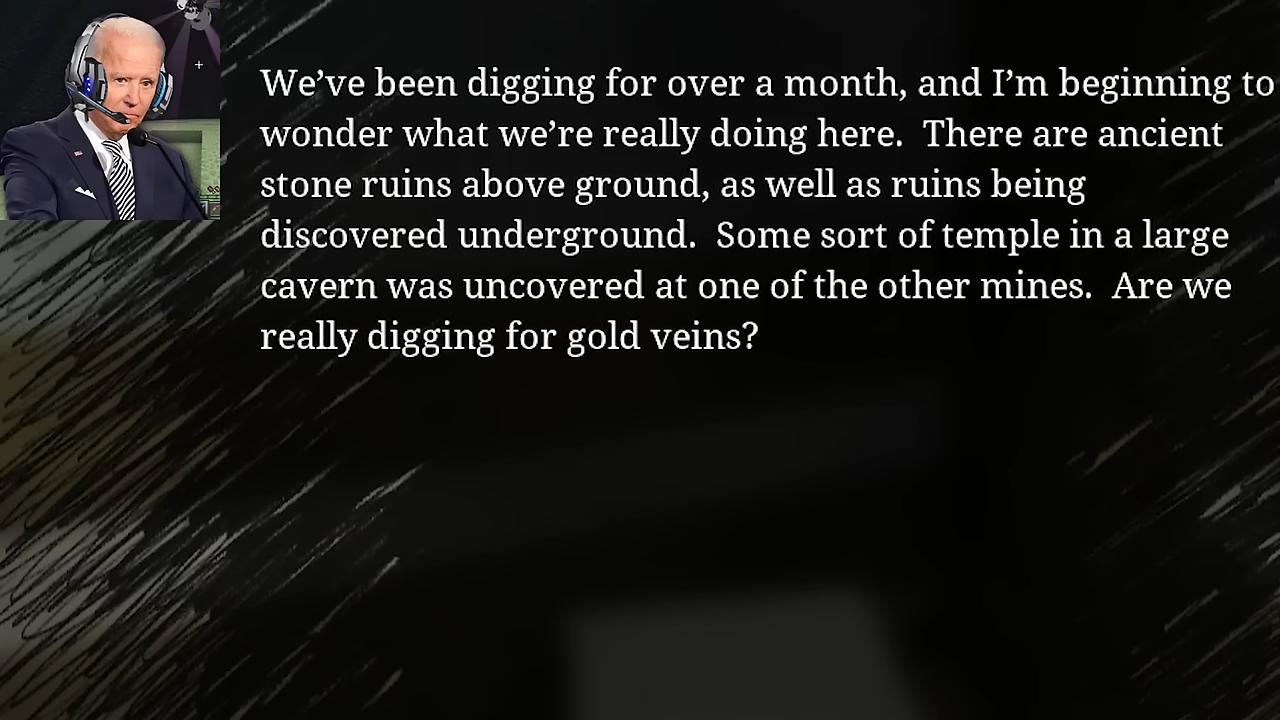 We’ve been digging for over a month, and I’m beginning to
wonder what we’re really doing here.  There are ancient
stone ruins above ground, as well as ruins being
discovered underground.  Some sort of temple in a large
cavern was uncovered at one of the other mines.  Are we
really digging for gold veins?